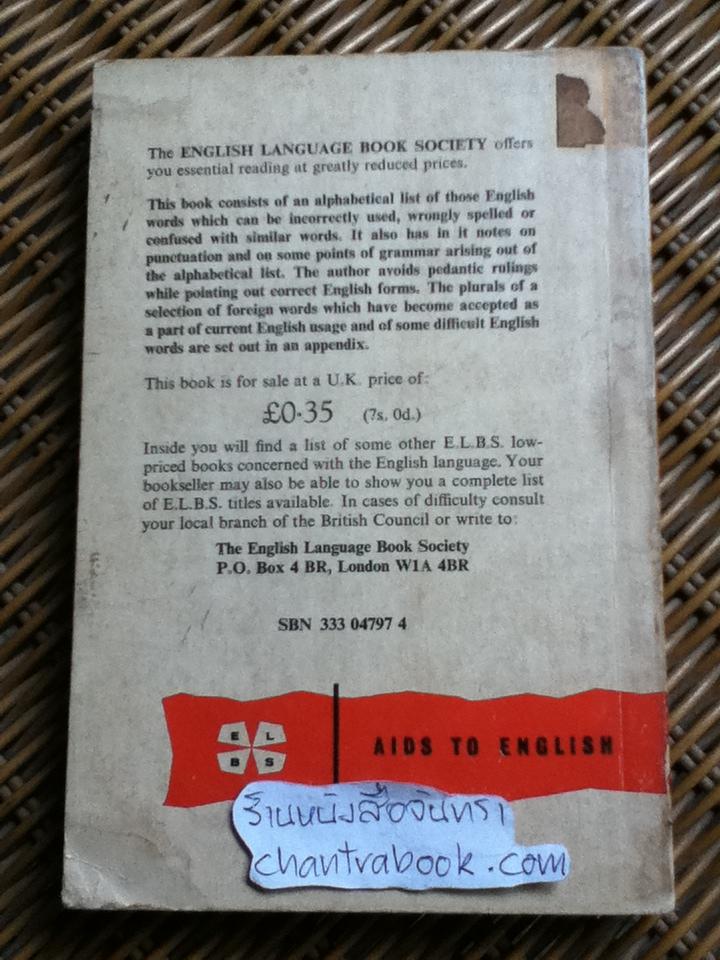 The ENGLISH LANGUAGE BOOK SOCIETY offers
you essential reading at greatly reduced prices.
This book consists of an alphabetical list of those English
words which can be incorrectly used, wrongly spelled or
confused with similar words. It also has in it notes on
punctuation and on some points of grammar arising out of
the alphabetical list. The author avoids pedantic rulings
while pointing out correct English forms. The plurals of a
selection of foreign words which have become accepted as
a part of current English usage and of some difficult English
words are set out in an appendix.
This book is for sale at a U.K. price of:
£0·35 (7s. 0d.)
Inside you will find a list of some other E.L.B.S. low-
priced books concerned with the English language. Your
bookseller may also be able to show you a complete list
of E.L.B.S. titles available. In cases of difficulty consult
your local branch of the British Council or write to:
The English Language Book Society
P.O. Box 4 BR, London W1A 4BR
SBN 333 04797 4
E L
B S
AIDS TO ENGLISH
ร้านหนังสือจันทรา
chantrabook.com